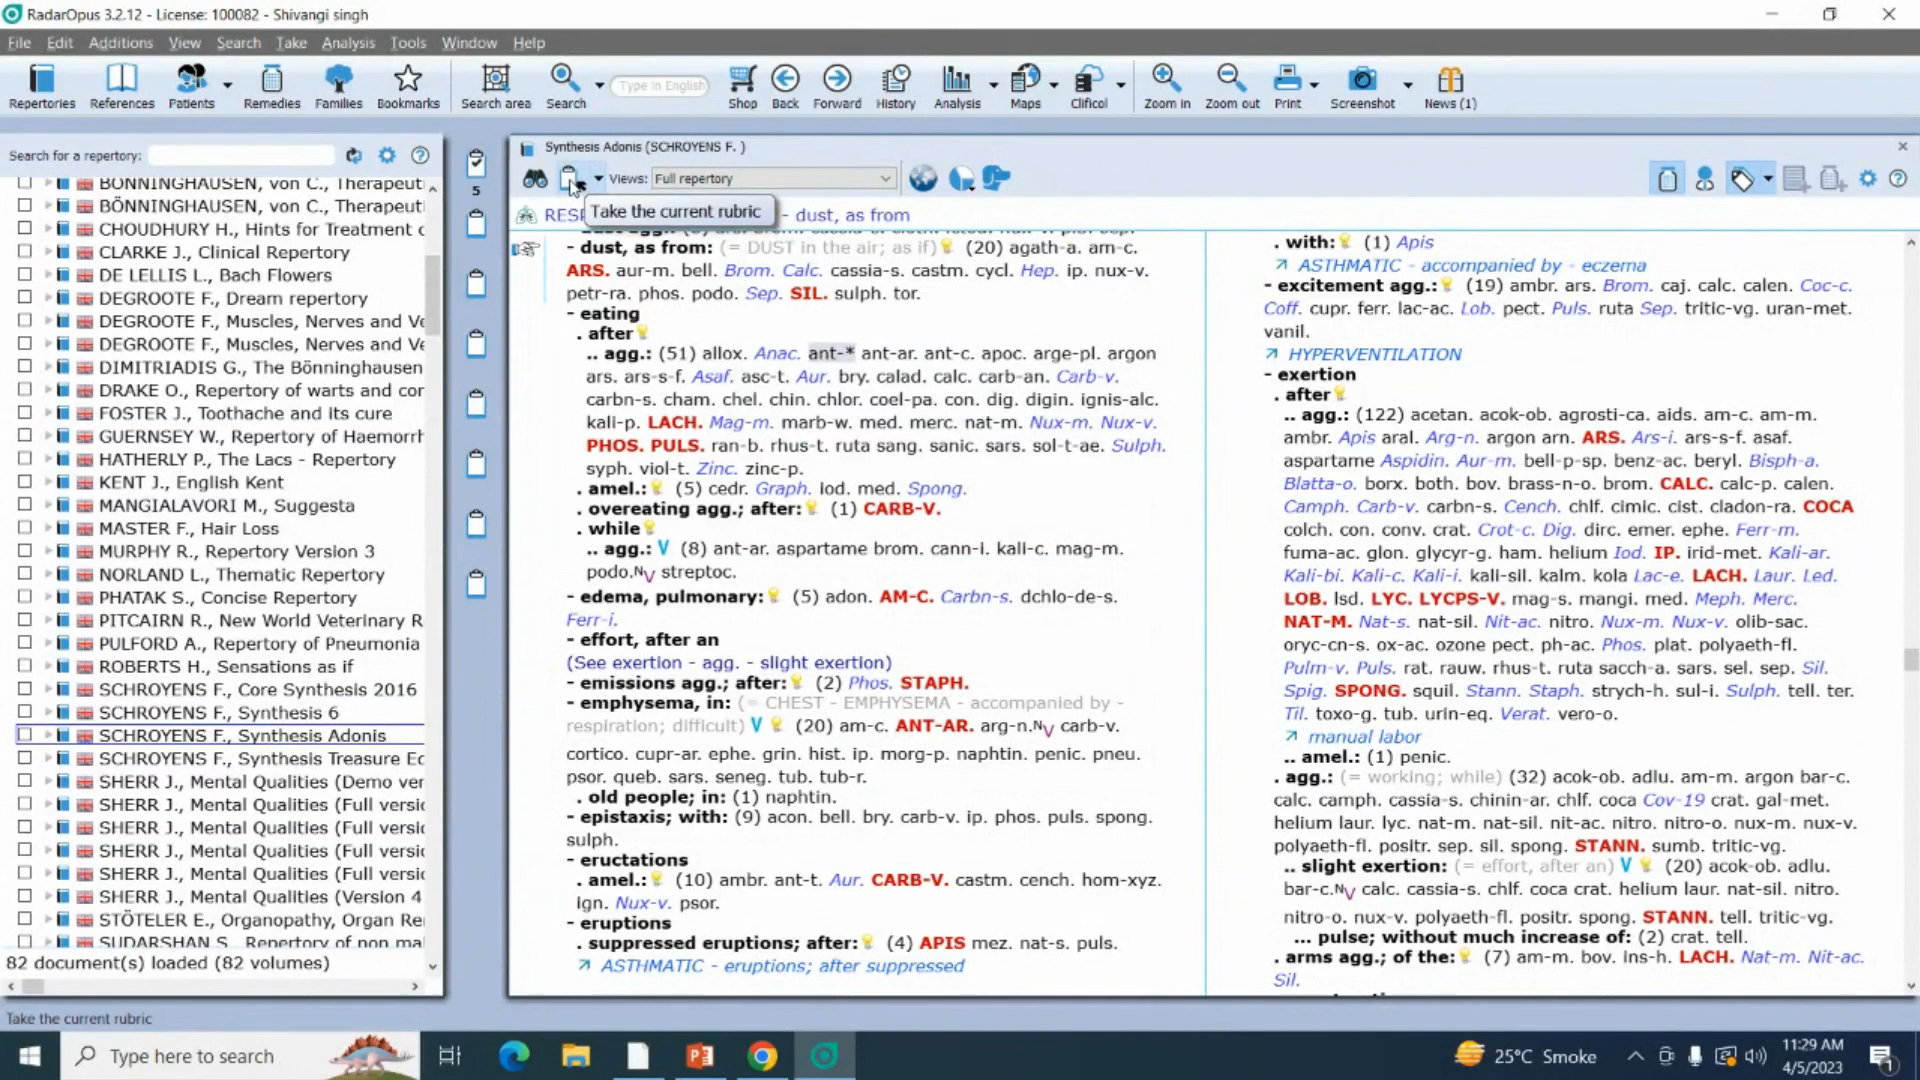 RadarOpus 3.2.12 - License: 100082 - Shivangi singh
File Edit Additions View Search Take Analysis Tools Window Help
Repertories References Patients Remedies Families Bookmarks Search area Search Type in English Shop Back Forward History Analysis Maps Clificol Zoom in Zoom out Print Screenshot News (1)
Search for a repertory:
BÖNNINGHAUSEN, von C., Therapeuti
BÖNNINGHAUSEN, von C., Therapeuti
CHOUDHURY H., Hints for Treatment o
CLARKE J., Clinical Repertory
DE LELLIS L., Bach Flowers
DEGROOTE F., Dream repertory
DEGROOTE F., Muscles, Nerves and Ve
DEGROOTE F., Muscles, Nerves and Ve
DIMITRIADIS G., The Bönninghausen
DRAKE O., Repertory of warts and cor
FOSTER J., Toothache and its cure
GUERNSEY W., Repertory of Haemorrh
HATHERLY P., The Lacs - Repertory
KENT J., English Kent
MANGIALAVORI M., Suggesta
MASTER F., Hair Loss
MURPHY R., Repertory Version 3
NORLAND L., Thematic Repertory
PHATAK S., Concise Repertory
PITCAIRN R., New World Veterinary R
PULFORD A., Repertory of Pneumonia
ROBERTS H., Sensations as if
SCHROYENS F., Core Synthesis 2016
SCHROYENS F., Synthesis 6
SCHROYENS F., Synthesis Adonis
SCHROYENS F., Synthesis Treasure Ed
SHERR J., Mental Qualities (Demo ver
SHERR J., Mental Qualities (Full versio
SHERR J., Mental Qualities (Full versio
SHERR J., Mental Qualities (Full versio
SHERR J., Mental Qualities (Full versio
SHERR J., Mental Qualities (Version 4
STÖTELER E., Organopathy, Organ Re
SUDARSHAN S., Repertory of non ma
82 document(s) loaded (82 volumes)
5
Synthesis Adonis (SCHROYENS F. )
Views: Full repertory
Take the current rubric
RESP - dust, as from
- dust, as from: (= DUST in the air; as if) (20) agath-a. am-c.
ARS. aur-m. bell. Brom. Calc. cassia-s. castm. cycl. Hep. ip. nux-v.
petr-ra. phos. podo. Sep. SIL. sulph. tor.
- eating
. after
.. agg.: (51) allox. Anac. ant-* ant-ar. ant-c. apoc. arge-pl. argon
ars. ars-s-f. Asaf. asc-t. Aur. bry. calad. calc. carb-an. Carb-v.
carbn-s. cham. chel. chin. chlor. coel-pa. con. dig. digin. ignis-alc.
kali-p. LACH. Mag-m. marb-w. med. merc. nat-m. Nux-m. Nux-v.
PHOS. PULS. ran-b. rhus-t. ruta sang. sanic. sars. sol-t-ae. Sulph.
syph. viol-t. Zinc. zinc-p.
. amel.: (5) cedr. Graph. iod. med. Spong.
. overeating agg.; after: (1) CARB-V.
. while
.. agg.: V (8) ant-ar. aspartame brom. cann-i. kali-c. mag-m.
podo.NV streptoc.
- edema, pulmonary: (5) adon. AM-C. Carbn-s. dchlo-de-s.
Ferr-i.
- effort, after an
(See exertion - agg. - slight exertion)
- emissions agg.; after: (2) Phos. STAPH.
- emphysema, in: (= CHEST - EMPHYSEMA - accompanied by -
respiration; difficult) V (20) am-c. ANT-AR. arg-n.NV carb-v.
cortico. cupr-ar. ephe. grin. hist. ip. morg-p. naphtin. penic. pneu.
psor. queb. sars. seneg. tub. tub-r.
. old people; in: (1) naphtin.
- epistaxis; with: (9) acon. bell. bry. carb-v. ip. phos. puls. spong.
sulph.
- eructations
. amel.: (10) ambr. ant-t. Aur. CARB-V. castm. cench. hom-xyz.
ign. Nux-v. psor.
- eruptions
. suppressed eruptions; after: (4) APIS mez. nat-s. puls.
ASTHMATIC - eruptions; after suppressed
. with: (1) Apis
ASTHMATIC - accompanied by - eczema
- excitement agg.: (19) ambr. ars. Brom. caj. calc. calen. Coc-c.
Coff. cupr. ferr. lac-ac. Lob. pect. Puls. ruta Sep. tritic-vg. uran-met.
vanil.
HYPERVENTILATION
- exertion
. after
.. agg.: (122) acetan. acok-ob. agrosti-ca. aids. am-c. am-m.
ambr. Apis aral. Arg-n. argon arn. ARS. Ars-i. ars-s-f. asaf.
aspartame Aspidin. Aur-m. bell-p-sp. benz-ac. beryl. Bisph-a.
Blatta-o. borx. both. bov. brass-n-o. brom. CALC. calc-p. calen.
Camph. Carb-v. carbn-s. Cench. chlf. cimic. cist. cladon-ra. COCA
colch. con. conv. crat. Crot-c. Dig. dirc. emer. ephe. Ferr-m.
fuma-ac. glon. glycyr-g. ham. helium Iod. IP. irid-met. Kali-ar.
Kali-bi. Kali-c. Kali-i. kali-sil. kalm. kola Lac-e. LACH. Laur. Led.
LOB. lsd. LYC. LYCPS-V. mag-s. mangi. med. Meph. Merc.
NAT-M. Nat-s. nat-sil. Nit-ac. nitro. Nux-m. Nux-v. olib-sac.
oryc-cn-s. ox-ac. ozone pect. ph-ac. Phos. plat. polyaeth-fl.
Pulm-v. Puls. rat. rauw. rhus-t. ruta sacch-a. sars. sel. sep. Sil.
Spig. SPONG. squil. Stann. Staph. strych-h. sul-i. Sulph. tell. ter.
Til. toxo-g. tub. urin-eq. Verat. vero-o.
manual labor
.. amel.: (1) penic.
. agg.: (= working; while) (32) acok-ob. adlu. am-m. argon bar-c.
calc. camph. cassia-s. chinin-ar. chlf. coca Cov-19 crat. gal-met.
helium laur. lyc. nat-m. nat-sil. nit-ac. nitro. nitro-o. nux-m. nux-v.
polyaeth-fl. positr. sep. sil. spong. STANN. sumb. tritic-vg.
.. slight exertion: (= effort, after an) V (20) acok-ob. adlu.
bar-c.NV calc. cassia-s. chlf. coca crat. helium laur. nat-sil. nitro.
nitro-o. nux-v. polyaeth-fl. positr. spong. STANN. tell. tritic-vg.
... pulse; without much increase of: (2) crat. tell.
. arms agg.; of the: (7) am-m. bov. ins-h. LACH. Nat-m. Nit-ac.
Sil.
Take the current rubric
Type here to search
25°C Smoke
11:29 AM
4/5/2023
1